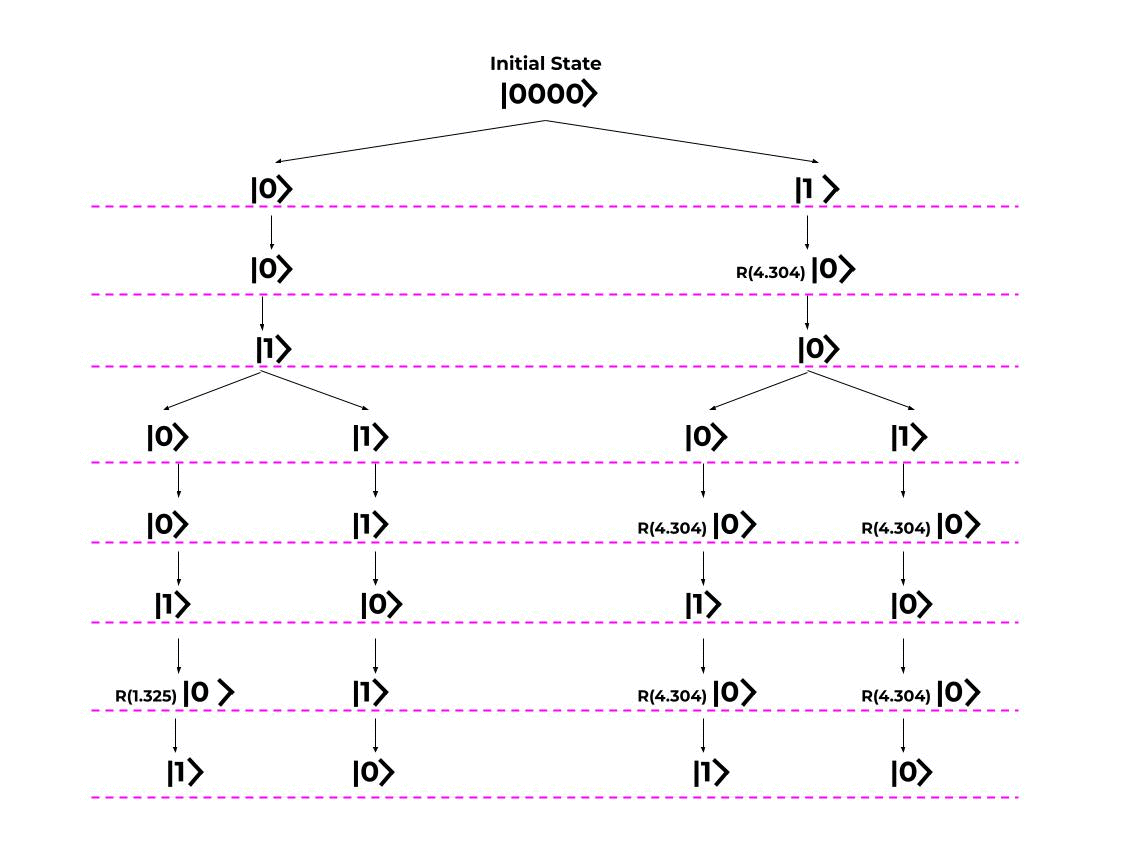 Initial State
|0000⟩
|0⟩ |1 ⟩
|0⟩ R(4.304) |0⟩
|1⟩ |0⟩
|0⟩ |1⟩ |0⟩ |1⟩
|0⟩ |1⟩ R(4.304) |0⟩ R(4.304) |0⟩
|1⟩ |0⟩ |1⟩ |0⟩
R(1.325) |0 ⟩ |1⟩ R(4.304) |0⟩ R(4.304) |0⟩
|1⟩ |0⟩ |1⟩ |0⟩